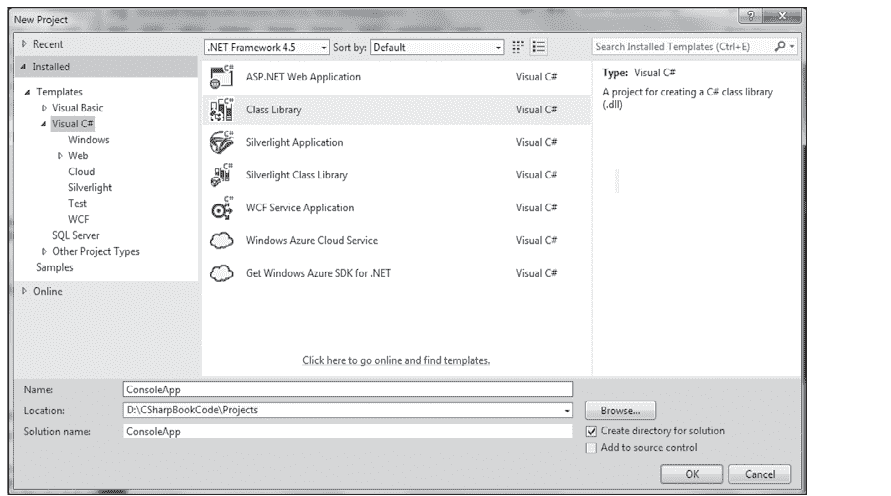 New Project
Recent
.NET Framework 4.5
Sort by:
Default
Search Installed Templates (Ctrl+E)
Installed
Templates
Visual Basic
Visual C#
Windows
Web
Cloud
Silverlight
Test
WCF
SQL Server
Other Project Types
Samples
Online
ASP.NET Web Application Visual C#
Class Library Visual C#
Silverlight Application Visual C#
Silverlight Class Library Visual C#
WCF Service Application Visual C#
Windows Azure Cloud Service Visual C#
Get Windows Azure SDK for .NET Visual C#
Click here to go online and find templates.
Type: Visual C#
A project for creating a C# class library
(.dll)
Name: ConsoleApp
Location: D:\CSharpBookCode\Projects
Browse...
Solution name: ConsoleApp
Create directory for solution
Add to source control
OK
Cancel